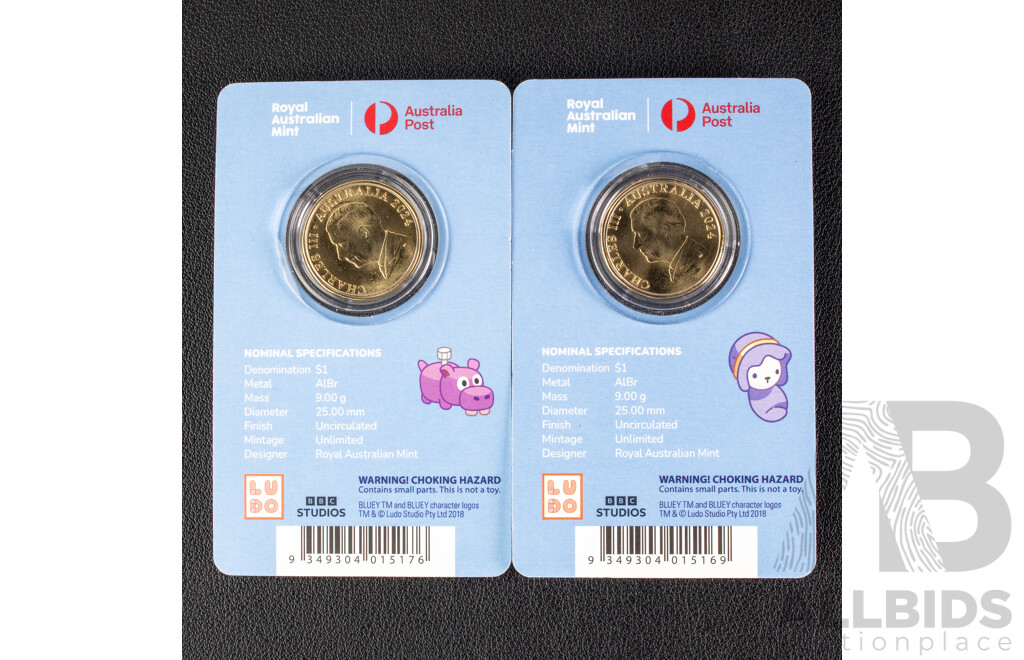 Royal
Australian
Mint
Australia
Post
CHARLES III • AUSTRALIA 2024
NOMINAL SPECIFICATIONS
Denomination $1
Metal AlBr
Mass 9.00 g
Diameter 25.00 mm
Finish Uncirculated
Mintage Unlimited
Designer Royal Australian Mint
LUDO
BBC
STUDIOS
WARNING! CHOKING HAZARD
Contains small parts. This is not a toy.
BLUEY TM and BLUEY character logos
TM & © Ludo Studio Pty Ltd 2018
9 349304 015176
Royal
Australian
Mint
Australia
Post
CHARLES III • AUSTRALIA 2024
NOMINAL SPECIFICATIONS
Denomination $1
Metal AlBr
Mass 9.00 g
Diameter 25.00 mm
Finish Uncirculated
Mintage Unlimited
Designer Royal Australian Mint
LUDO
BBC
STUDIOS
WARNING! CHOKING HAZARD
Contains small parts. This is not a toy.
BLUEY TM and BLUEY character logos
TM & © Ludo Studio Pty Ltd 2018
9 349304 015169
AB
ALLBIDS
auctionplace